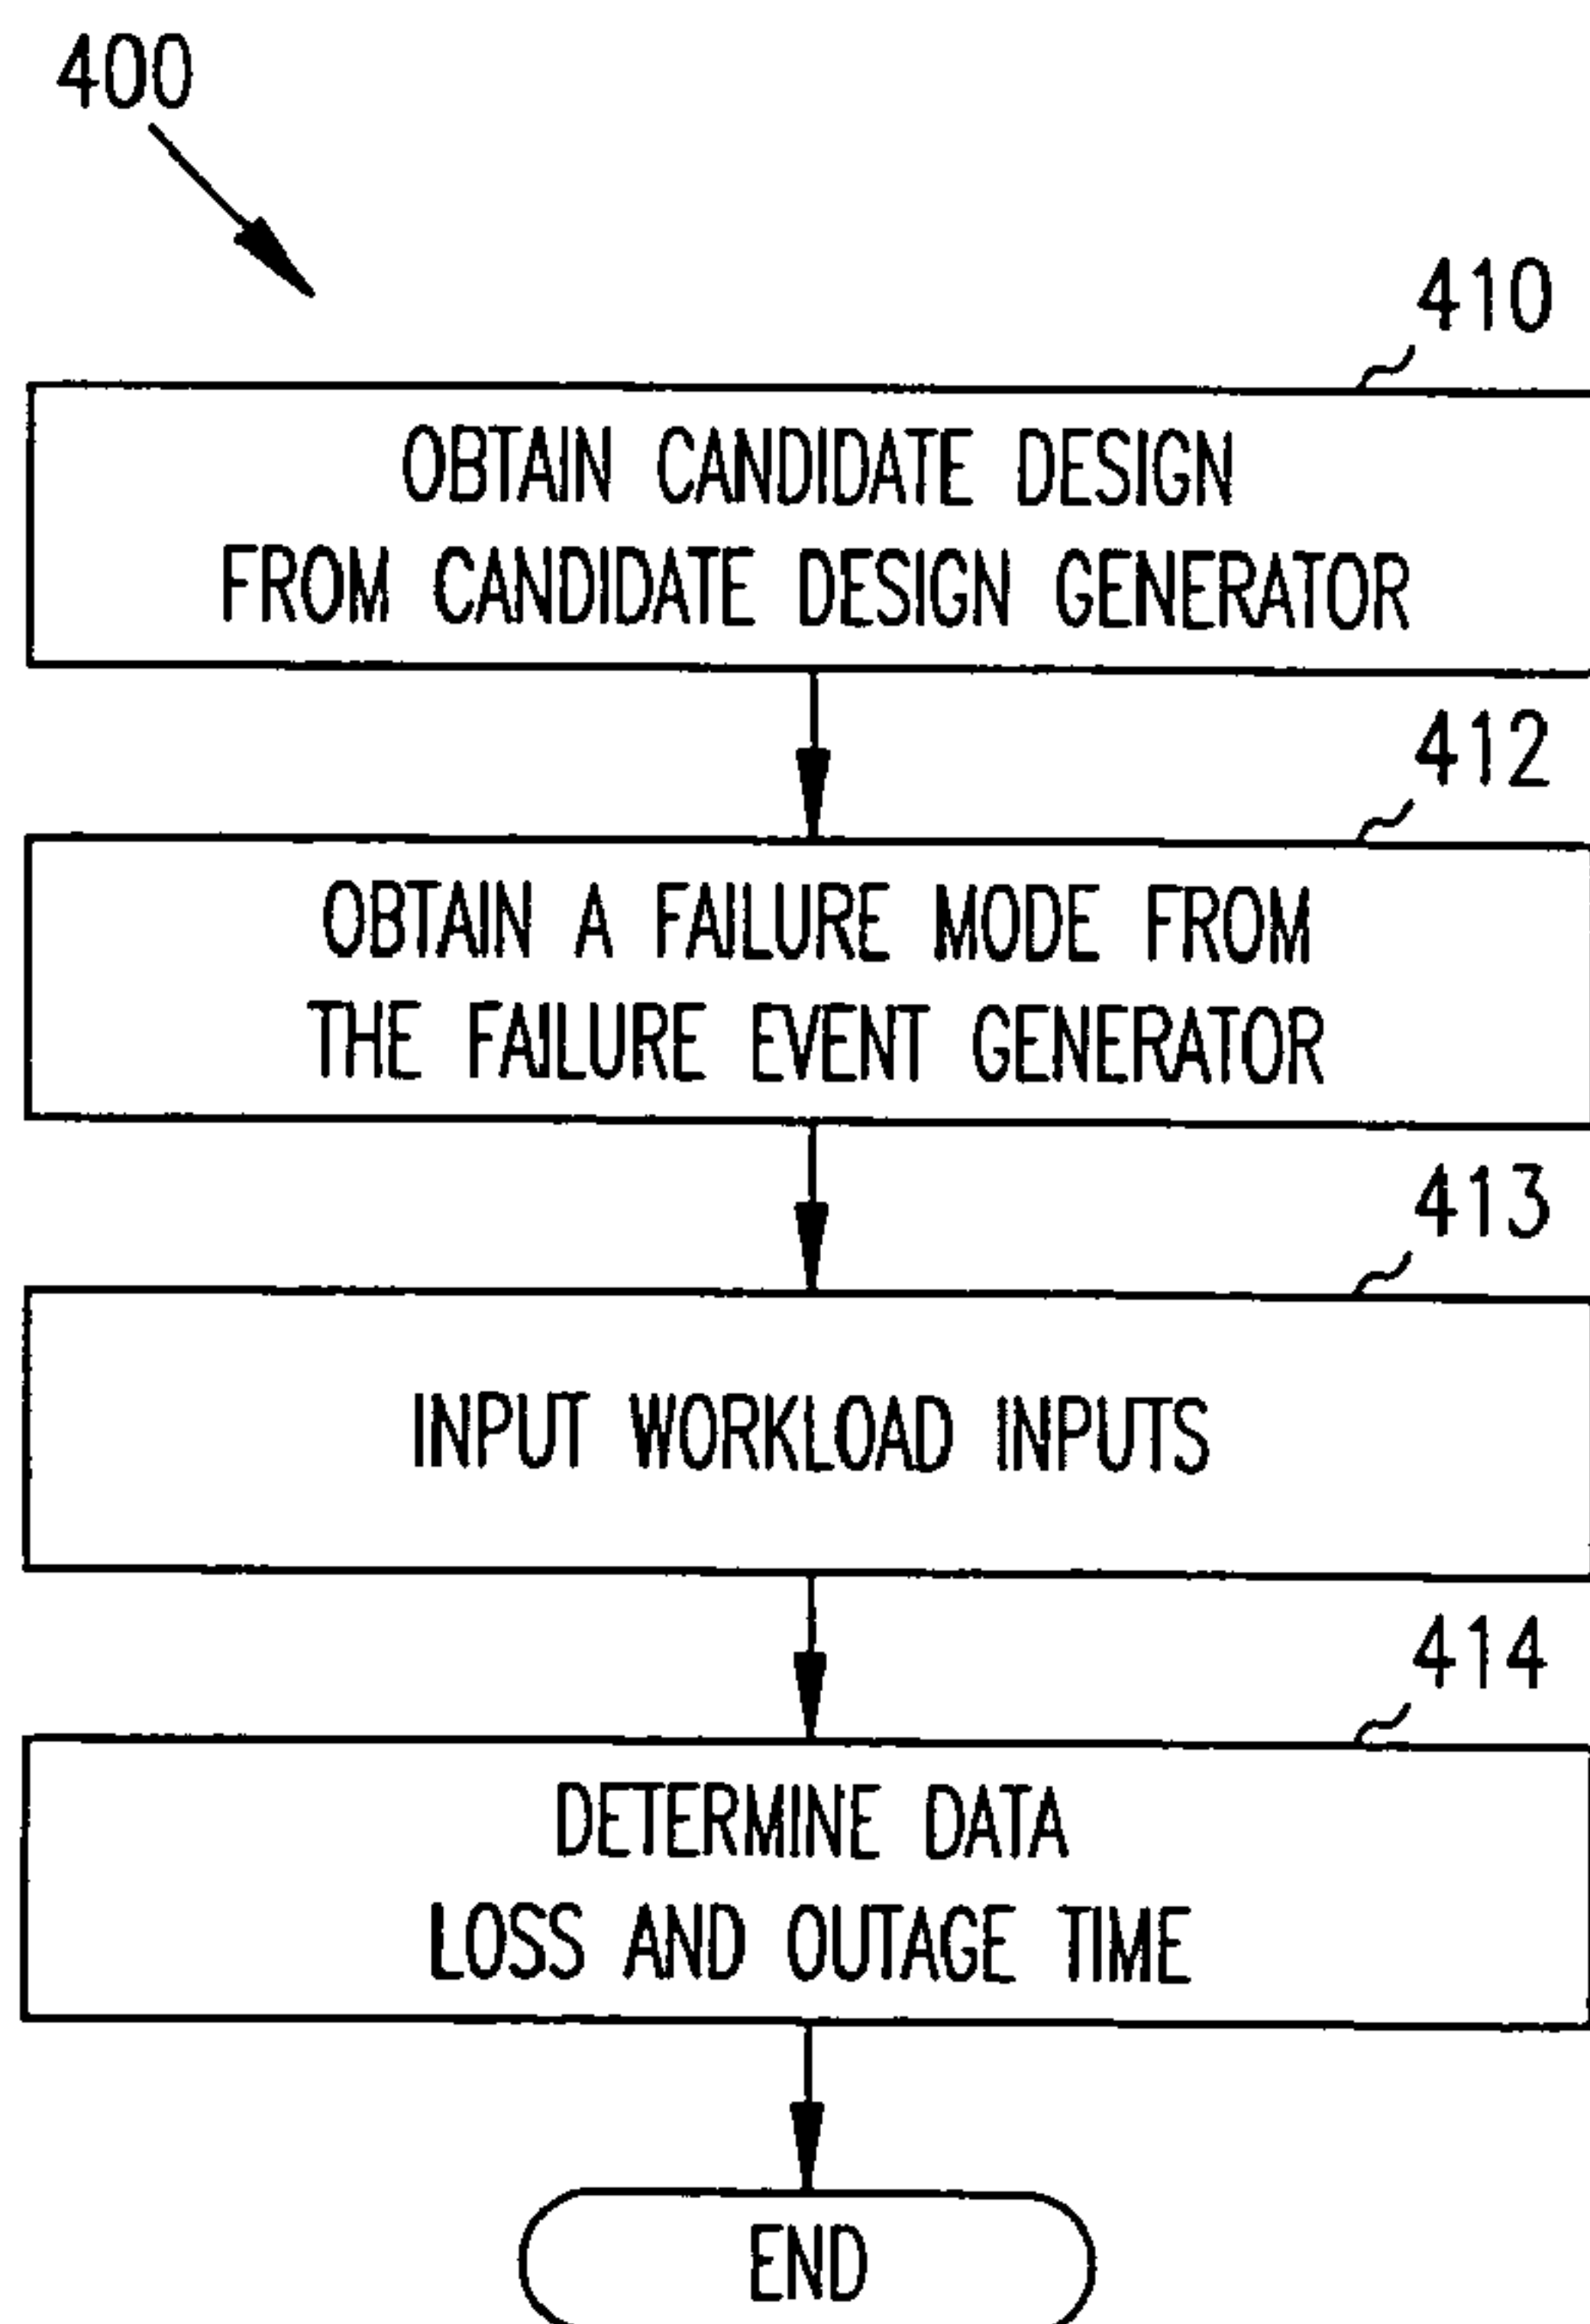 400
410
OBTAIN CANDIDATE DESIGN
FROM CANDIDATE DESIGN GENERATOR
412
OBTAIN A FAILURE MODE FROM
THE FAILURE EVENT GENERATOR
413
INPUT WORKLOAD INPUTS
414
DETERMINE DATA
LOSS AND OUTAGE TIME
END